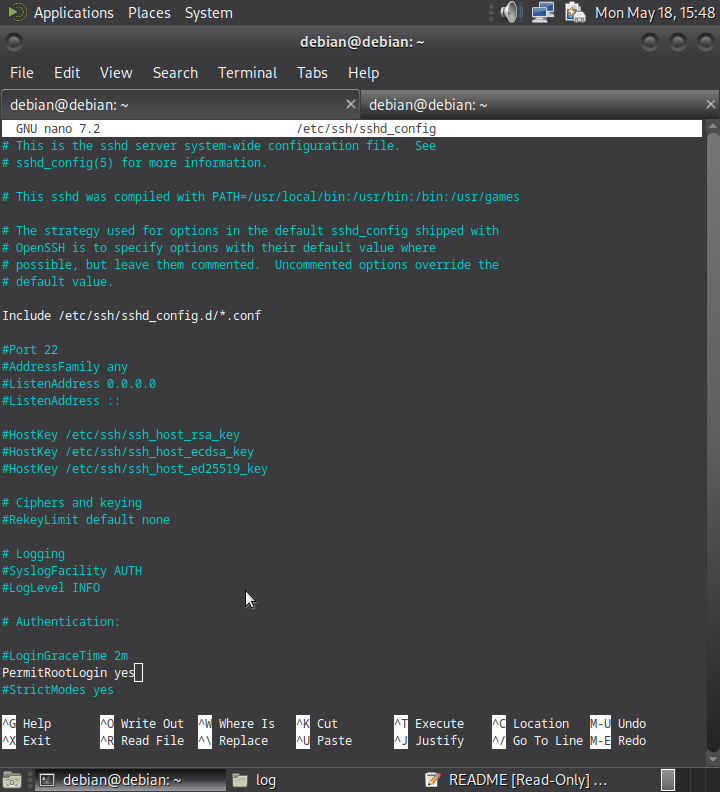 Applications Places System Mon May 18, 15:48
debian@debian: ~
File Edit View Search Terminal Tabs Help
debian@debian: ~ × debian@debian: ~ ×
GNU nano 7.2 /etc/ssh/sshd_config
# This is the sshd server system-wide configuration file.  See
# sshd_config(5) for more information.
# This sshd was compiled with PATH=/usr/local/bin:/usr/bin:/bin:/usr/games
# The strategy used for options in the default sshd_config shipped with
# OpenSSH is to specify options with their default value where
# possible, but leave them commented.  Uncommented options override the
# default value.
Include /etc/ssh/sshd_config.d/*.conf
#Port 22
#AddressFamily any
#ListenAddress 0.0.0.0
#ListenAddress ::
#HostKey /etc/ssh/ssh_host_rsa_key
#HostKey /etc/ssh/ssh_host_ecdsa_key
#HostKey /etc/ssh/ssh_host_ed25519_key
# Ciphers and keying
#RekeyLimit default none
# Logging
#SyslogFacility AUTH
#LogLevel INFO
# Authentication:
#LoginGraceTime 2m
PermitRootLogin yes
#StrictModes yes
^G Help ^O Write Out ^W Where Is ^K Cut ^T Execute ^C Location M-U Undo
^X Exit ^R Read File ^\ Replace ^U Paste ^J Justify ^/ Go To Line M-E Redo
debian@debian: ~ log README [Read-Only] ...